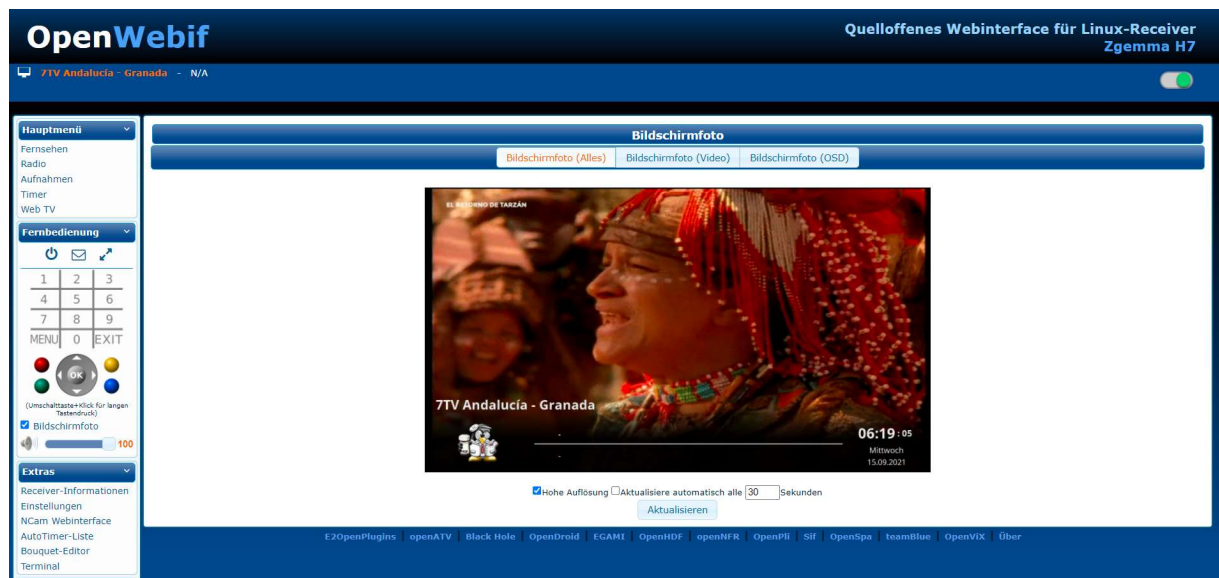 OpenWebif
Quelloffenes Webinterface für Linux-Receiver
Zgemma H7
7TV Andalucía - Granada - N/A
Hauptmenü
Fernsehen
Radio
Aufnahmen
Timer
Web TV
Fernbedienung
1 2 3
4 5 6
7 8 9
MENU 0 EXIT
OK
(Umschalttaste+Klick für langen
Tastendruck)
Bildschirmfoto
100
Extras
Receiver-Informationen
Einstellungen
NCam Webinterface
AutoTimer-Liste
Bouquet-Editor
Terminal
Bildschirmfoto
Bildschirmfoto (Alles) Bildschirmfoto (Video) Bildschirmfoto (OSD)
EL RETORNO DE TARZÁN
7TV Andalucía - Granada
06:19:05
Mittwoch
15.09.2021
Hohe Auflösung Aktualisiere automatisch alle 30 Sekunden
Aktualisieren
E2OpenPlugins | openATV | Black Hole | OpenDroid | EGAMI | OpenHDF | openNFR | OpenPli | Sif | OpenSpa | teamBlue | OpenViX | Über